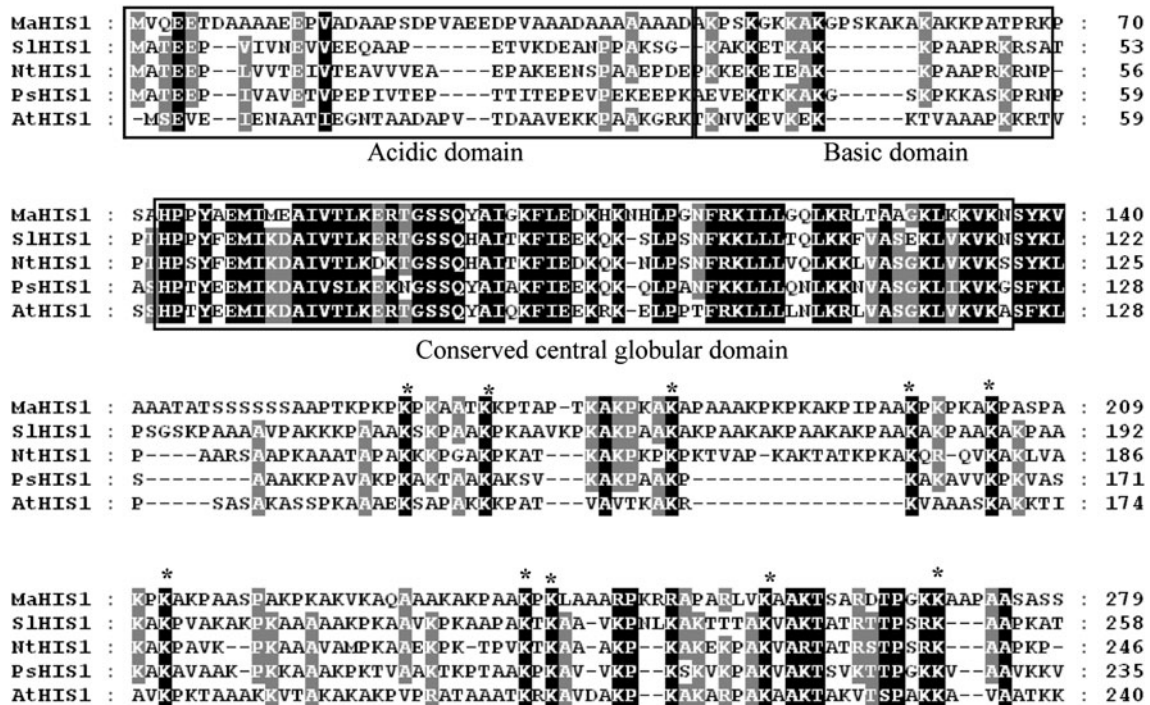 MaHIS1 : MVQEETDAAAAEEPVADAAPSDPVAEEDPVAAADAAAAAAADAKPSKGKKAKGPSKAKAKAKKPATPRKP : 70
SlHIS1 : MATEEP--VIVNEVVEEQAAP-----ETVKDEANPPAKSG--KAKKETKAK-------KPAAPRKRSAT : 53
NtHIS1 : MATEEP--LVVTEIVTEAVVVEA----EPAKEENSPAAEPDEPKKEKEIEAK-------KPAAPRKRNP- : 56
PsHIS1 : MATEEP--IVAVETVPEPIVTEP----TTITEPEVPEKEEPKAEVEKTKKAKG------SKPKKASKPRNP : 59
AtHIS1 : -MSEVE--IENAATIEGNTAADAPV--TDAAVEKKPAAKGRKTKNVKEVKEK-------KTVAAAPKKRTV : 59
Acidic domain Basic domain
MaHIS1 : SAHPPYAEMIMEAIVTLKERTGSSQYAIGKFLEDKHKNHLPGNFRKILLGQLKRLTAAGKLKKVKNSYKV : 140
SlHIS1 : PIHPPYFEMIKDAIVTLKERTGSSQHAITKFIEEKQK-SLPSNFKKLLLTQLKKFVASEKLVKVKNSYKL : 122
NtHIS1 : PIHPSYFEMIKDAIVTLKDKTGSSQHAITKFIEDKQK-NLPSNFKKLLLVQLKKLVASGKLVKVKSSYKL : 125
PsHIS1 : ASHPTYEEMIKDAIVSLKEKNGSSQYAIAKFIEEKQK-QLPANFKKLLLQNLKKNVASGKLIKVKGSFKL : 128
AtHIS1 : SSHPTYEEMIKDAIVTLKERTGSSQYAIQKFIEEKRK-ELPPTFRKLLLLNLKRLVASGKLVKVKASFKL : 128
Conserved central globular domain
* * * * *
MaHIS1 : AAATATSSSSSSAAPTKPKPKPKAATKKPTAP-TKAKPKAKAPAAAKPKPKAKPIPAAKPKPKAKPASPA : 209
SlHIS1 : PSGSKPAAAAVPAKKKPAAAKSKPAAKPKAAVKPKAKPAAKAKPAAKAKPAAKAKPAAKAKPAAKAKPAA : 192
NtHIS1 : P----AARSAAPKAAATAPAKKKPGAKPKAT--KAKPKPKPKTVAP-KAKTATKPKAKQR-QVKAKLVA : 186
PsHIS1 : S---------AAAKKPAVAKPKAKTAAKAKSV--KAKPAAKP----------------KAKAVVKPKVAS : 171
AtHIS1 : P-----SASAKASSPKAAAEKSAPAKKKPAT--VAVTKAKR----------------KVAAASKAKKTI : 174
* * * * *
MaHIS1 : KPKAKPAASPAKPKAKVKAQAAAKAKPAAKPKLAAARPKRRAPARLVKAAKTSARDTPGKKAAPAASASS : 279
SlHIS1 : KAKPVAKAKPKAAAAAKPKAAVKPKAAPAKTKAA-VKPNLKAKTTTAKVAKTATRTTPSRK--AAPKAT : 258
NtHIS1 : KAKPAVK--PKAAAVAMPKAAEKPK-TPVKTKAA-AKP--KAKEKPAKVARTATRSTPSRK--AAPKP- : 246
PsHIS1 : KAKAVAAK-PKKAAAKPKTVAAKTKPTAAKPKAV-VKP--KSKVKPAKVAKTSVKTTPGKKV--AAVKKV : 235
AtHIS1 : AVKPKTAAAKKVTAKAKAKPVPRATAAATKRKAVDAKP--KAKARPAKAAKTAKVTSPAKKA--VAATKK : 240